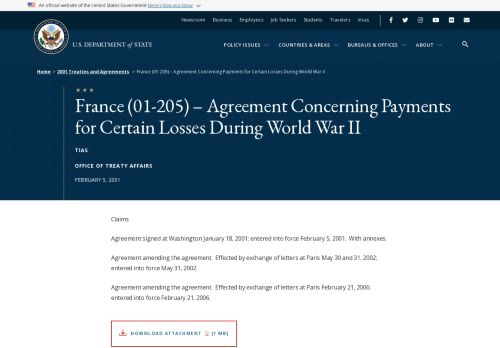 An official website of the United States Government Here's how you know
Newsroom Business Employers Job Seekers Students Travelers Visas
U.S. DEPARTMENT of STATE
POLICY ISSUES COUNTRIES & AREAS BUREAUS & OFFICES ABOUT
Home > 2001 Treaties and Agreements > France (01-205) – Agreement Concerning Payments for Certain Losses During World War II
France (01-205) – Agreement Concerning Payments
for Certain Losses During World War II
TIAS
OFFICE OF TREATY AFFAIRS
FEBRUARY 5, 2001
Claims
Agreement signed at Washington January 18, 2001; entered into force February 5, 2001. With annexes.
Agreement amending the agreement. Effected by exchange of letters at Paris May 30 and 31, 2002;
entered into force May 31, 2002.
Agreement amending the agreement. Effected by exchange of letters at Paris February 21, 2006;
entered into force February 21, 2006.
DOWNLOAD ATTACHMENT [1 MB]